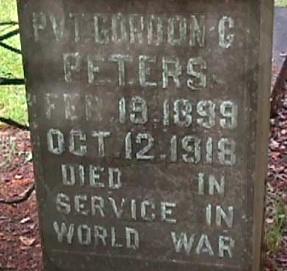 PVT. GORDON C
PETERS
FEB. 19. 1899
OCT. 12. 1918
DIED IN
SERVICE IN
WORLD WAR